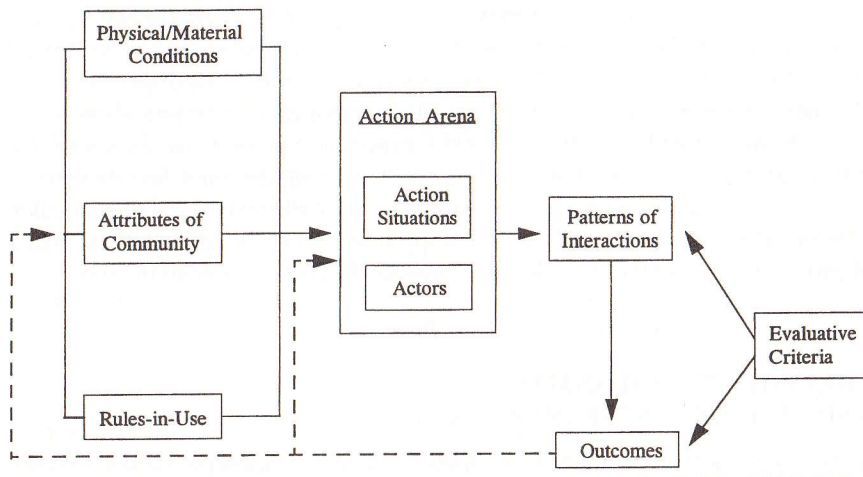 Physical/Material
Conditions
Action Arena
Action
Situations
Attributes of
Community
Patterns of
Interactions
Actors
Evaluative
Criteria
Rules-in-Use
Outcomes